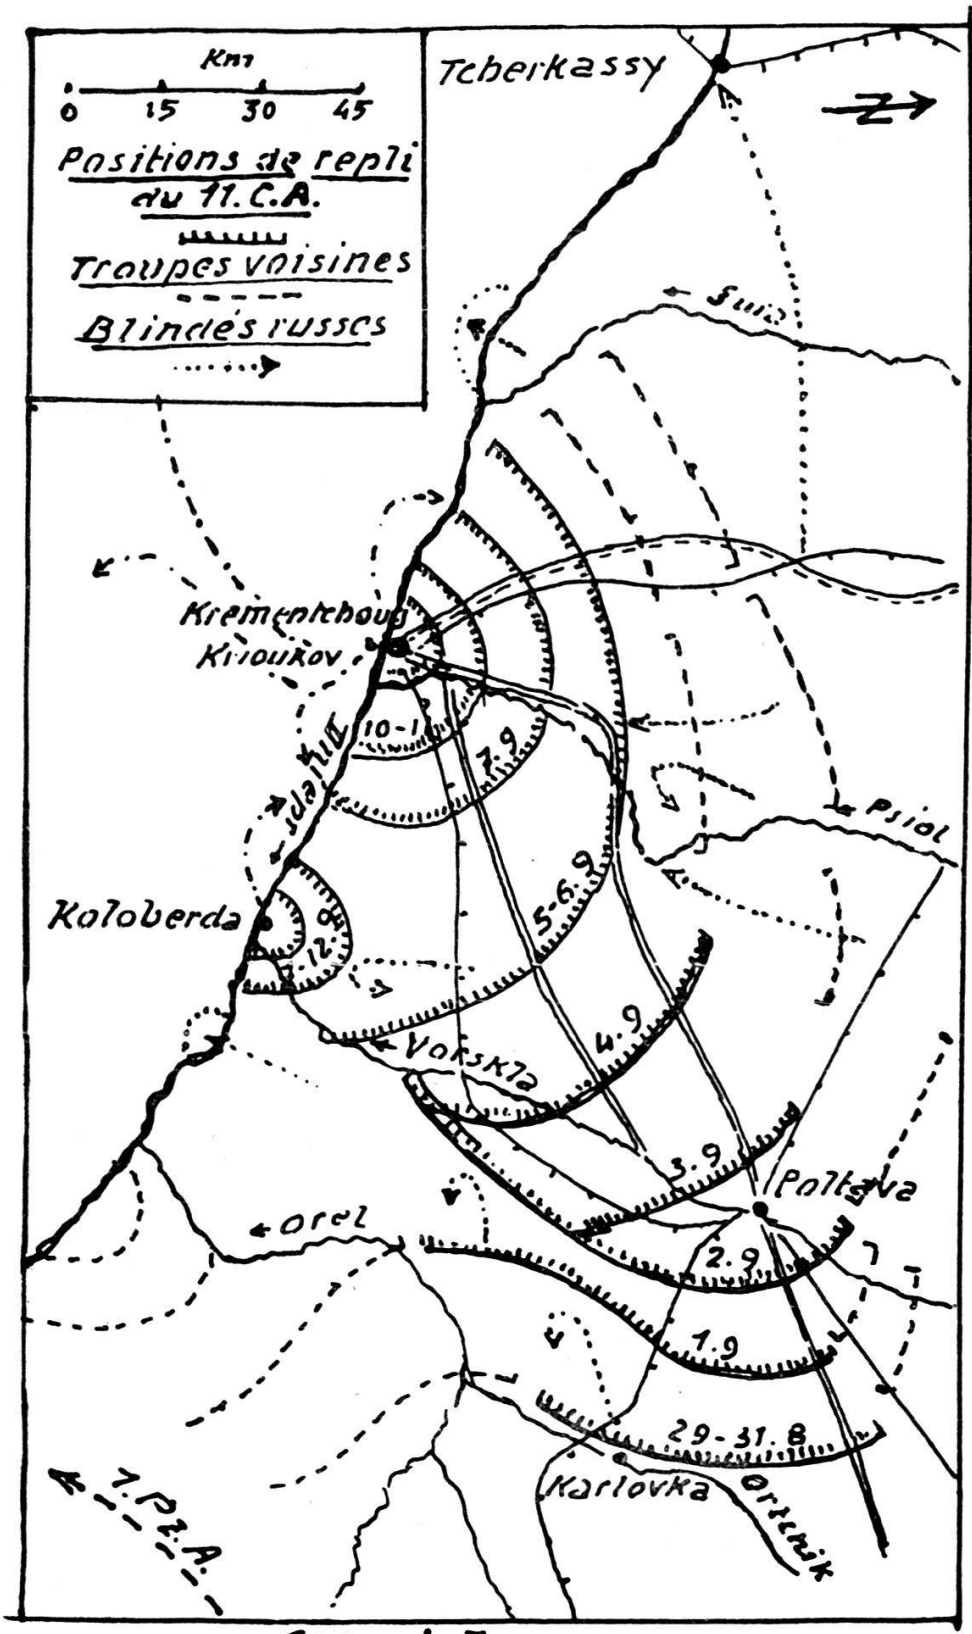 Km
0 15 30 45
Positions de repli
du 11. C.A.
Troupes voisines
Blindés russes
Tcherkassy
N
← Sula
Krementchoug
Krioukov
Dniepr
10-1
7.9
← Psiol
Koloberda
12.9
5-6.9
4.9
← Vorskla
3.9
Poltava
← Orel
2.9
1.9
29-31.8
Karlovka
Ortchik
1.Pz.A.